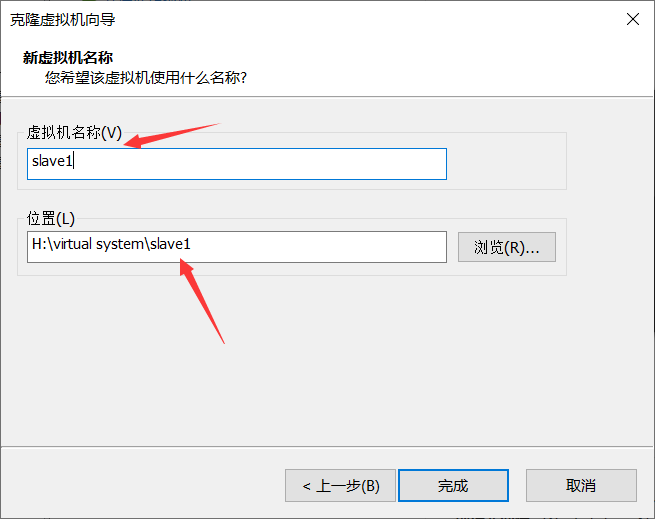 克隆虚拟机向导
新虚拟机名称
您希望该虚拟机使用什么名称?
虚拟机名称(V)
slave1
位置(L)
H:\virtual system\slave1
浏览(R)...
< 上一步(B)
完成
取消